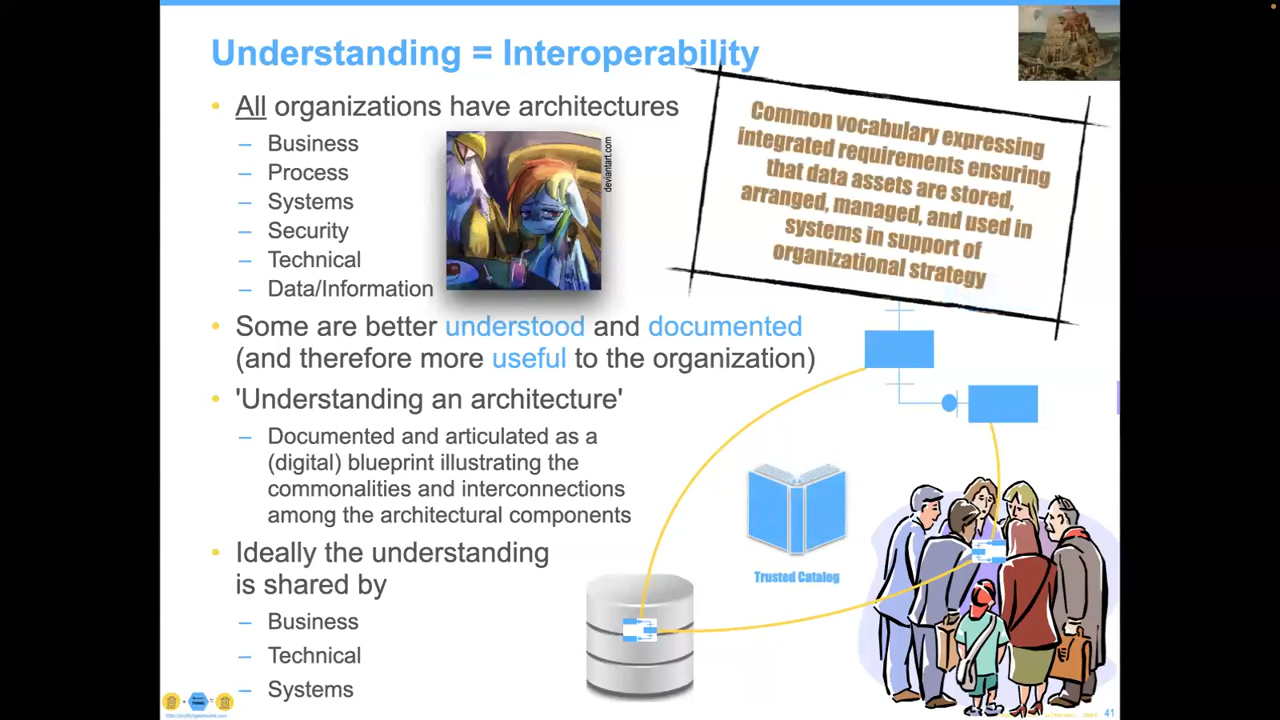 Understanding = Interoperability
• All organizations have architectures
– Business
– Process
– Systems
– Security
– Technical
– Data/Information
deviantart.com
Common vocabulary expressing
integrated requirements ensuring
that data assets are stored,
arranged, managed, and used in
systems in support of
organizational strategy
• Some are better understood and documented
(and therefore more useful to the organization)
• 'Understanding an architecture'
– Documented and articulated as a
(digital) blueprint illustrating the
commonalities and interconnections
among the architectural components
• Ideally the understanding
is shared by
– Business
– Technical
– Systems
Trusted Catalog
41